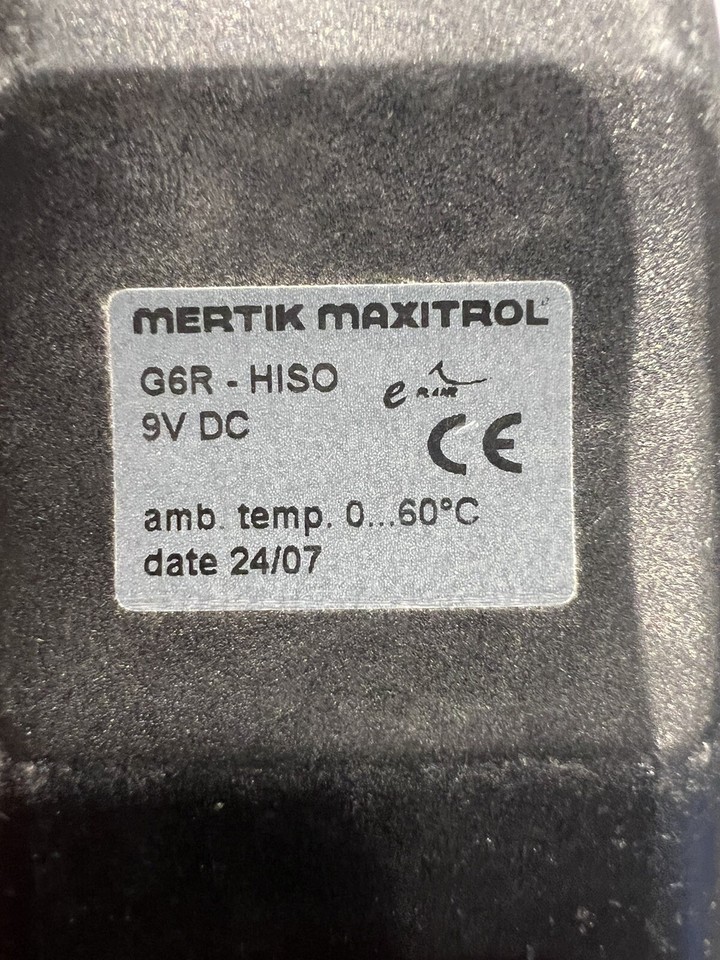 MERTIK MAXITROL
G6R - HISO
9V DC
CE
amb. temp. 0...60°C
date 24/07